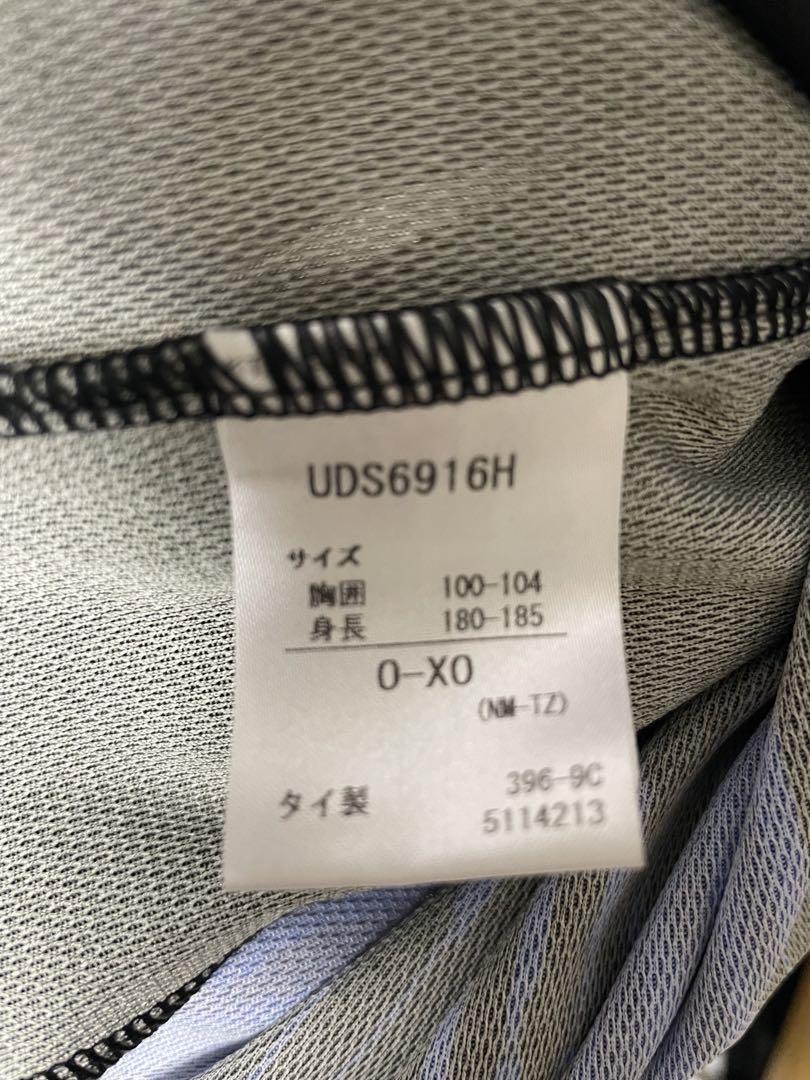 UDS6916H
サイズ
胸囲 100-104
身長 180-185
O-XO
(NM-TZ)
396-9C
タイ製
5114213